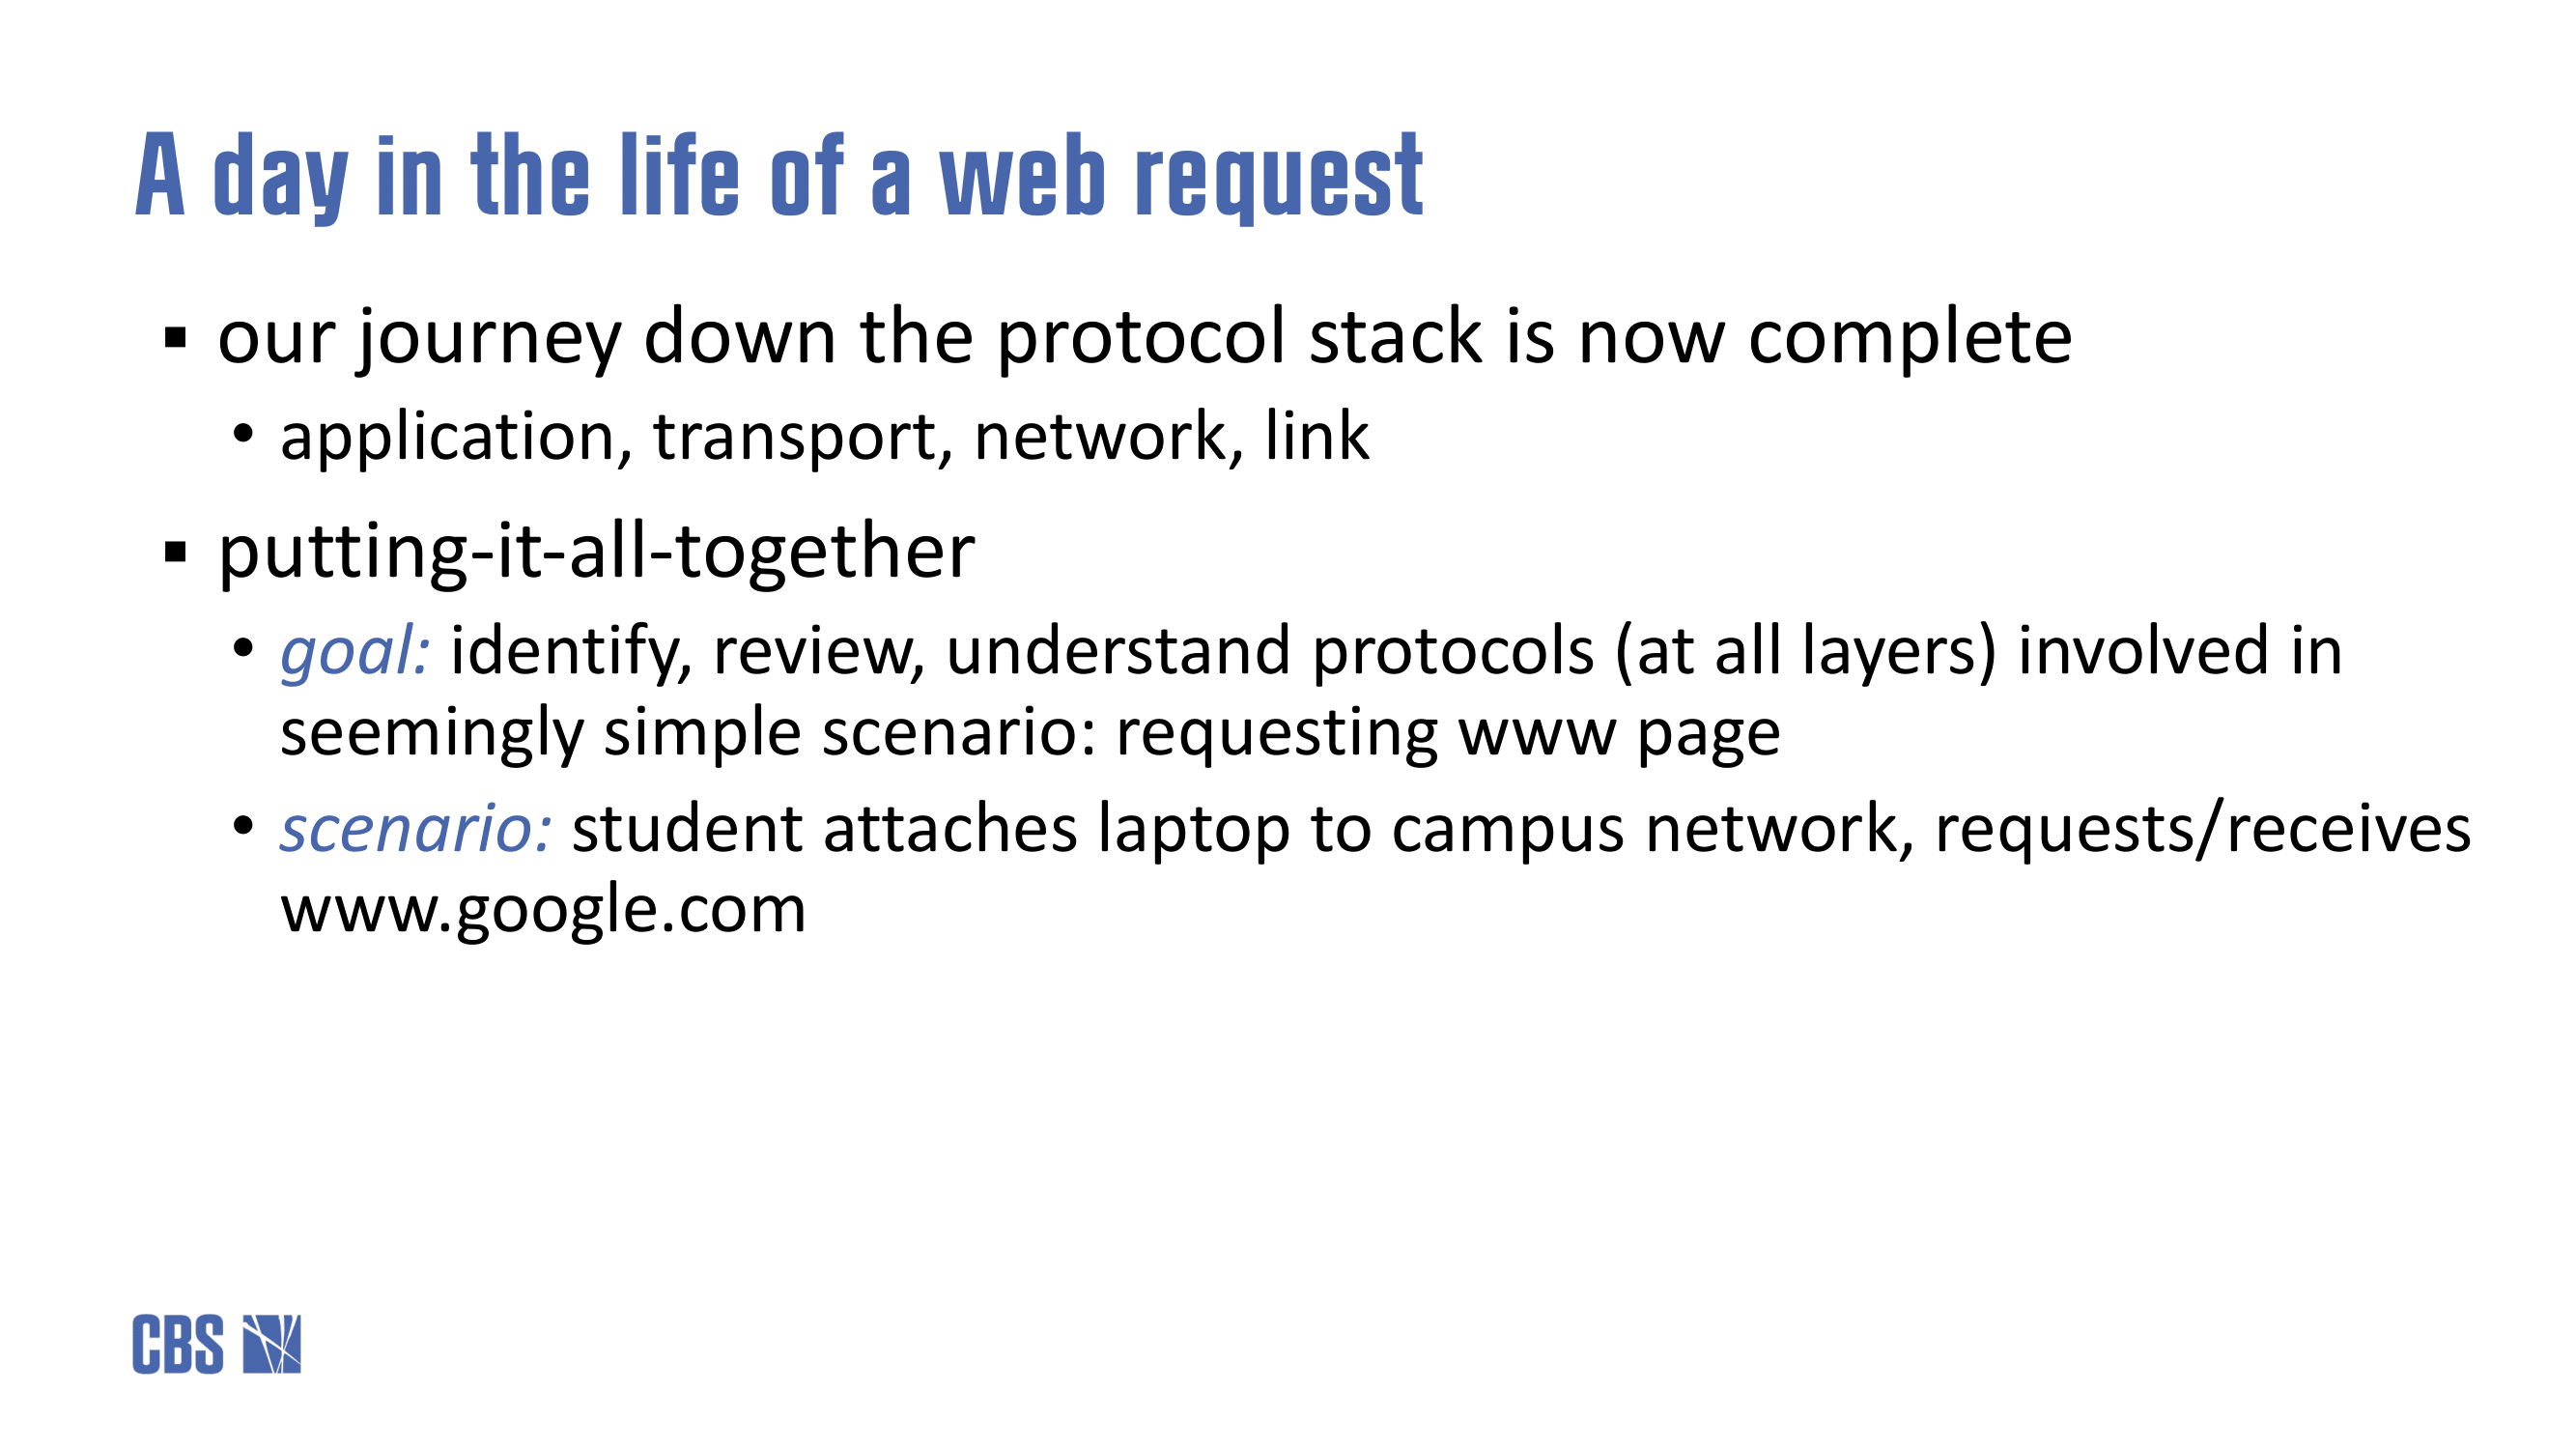 A day in the life of a web request
▪ our journey down the protocol stack is now complete
• application, transport, network, link
▪ putting-it-all-together
• goal: identify, review, understand protocols (at all layers) involved in
seemingly simple scenario: requesting www page
• scenario: student attaches laptop to campus network, requests/receives
www.google.com
CBS